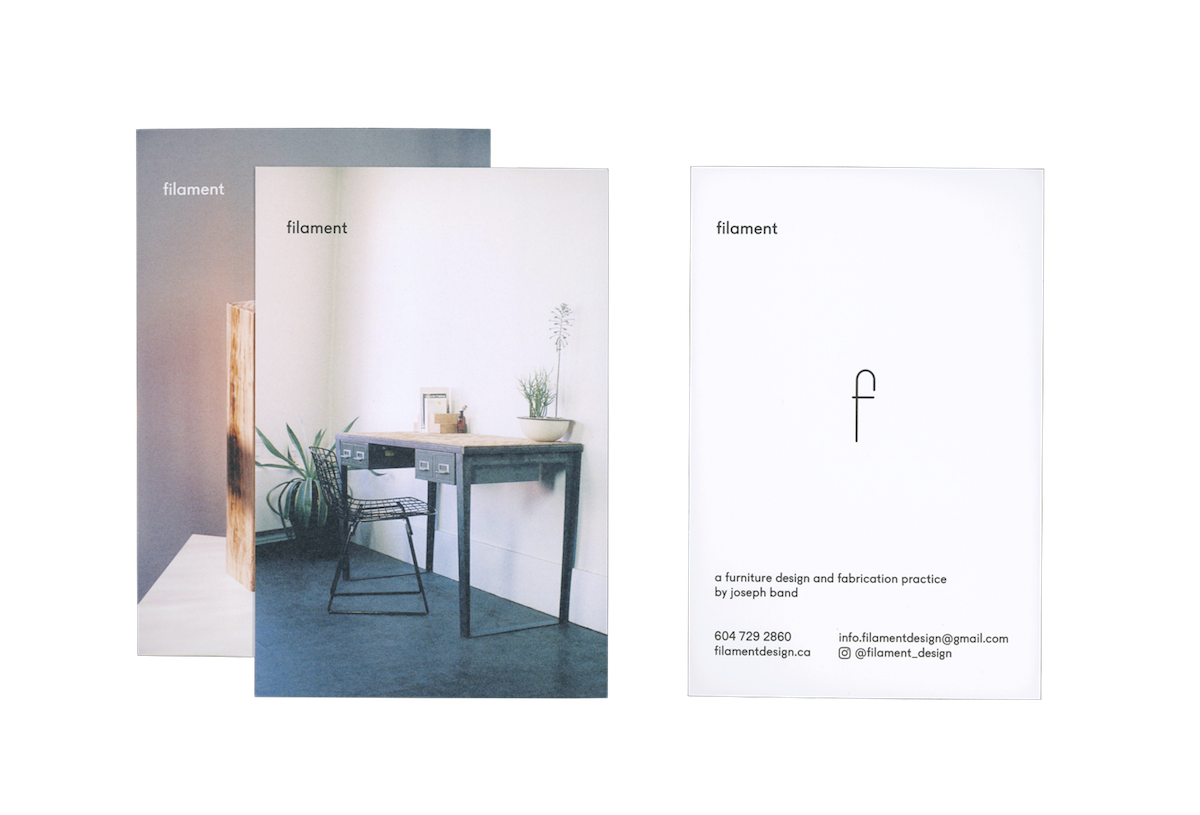 filament
filament
filament
f
a furniture design and fabrication practice
by joseph band
604 729 2860
filamentdesign.ca
info.filamentdesign@gmail.com
@filament_design